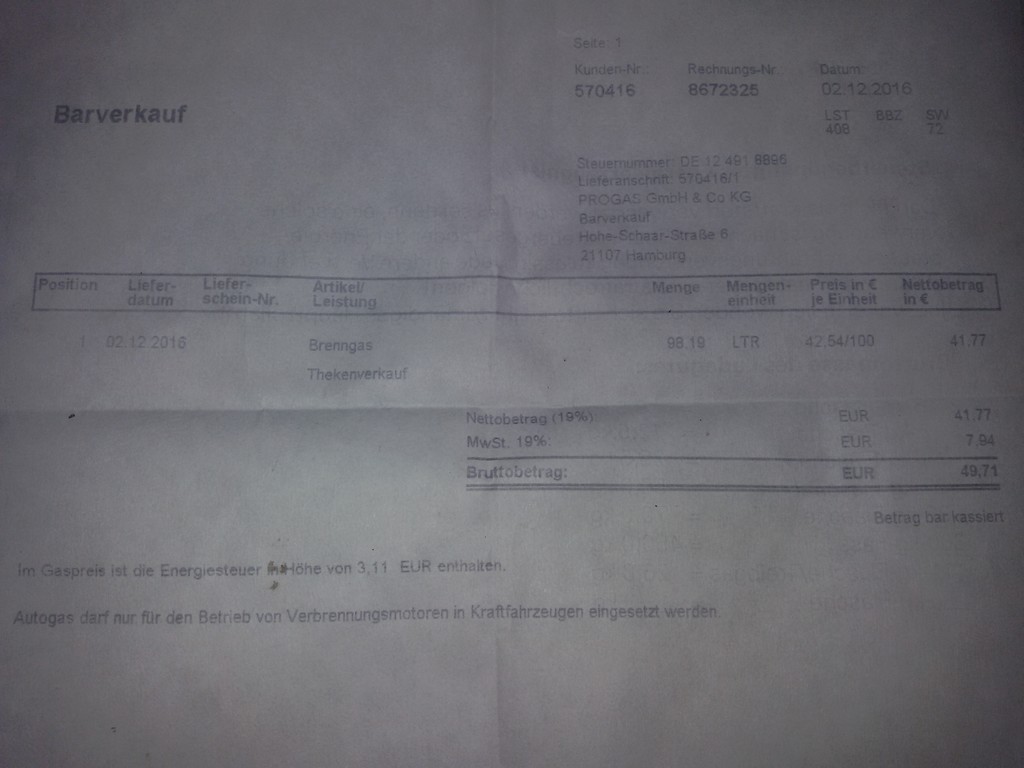 Seite: 1
Kunden-Nr.: Rechnungs-Nr. Datum:
570416 8672325 02.12.2016
Barverkauf
LST BBZ SW
408 72
Steuernummer: DE 12 491 8895
Lieferanschrift: 570416/1
PROGAS GmbH & Co KG
Barverkauf
Hohe-Schaar-Straße 6
21107 Hamburg
Position Liefer- Liefer- Artikel/ Menge Mengen- Preis in € Nettobetrag
datum schein-Nr. Leistung einheit je Einheit in €
1 02.12.2016 Brenngas 98.19 LTR 42,54/100 41,77
Thekenverkauf
Nettobetrag (19%): EUR 41,77
MwSt. 19%: EUR 7,94
Bruttobetrag: EUR 49,71
Betrag bar kassiert
Im Gaspreis ist die Energiesteuer in Höhe von 3,11 EUR enthalten.
Autogas darf nur für den Betrieb von Verbrennungsmotoren in Kraftfahrzeugen eingesetzt werden.